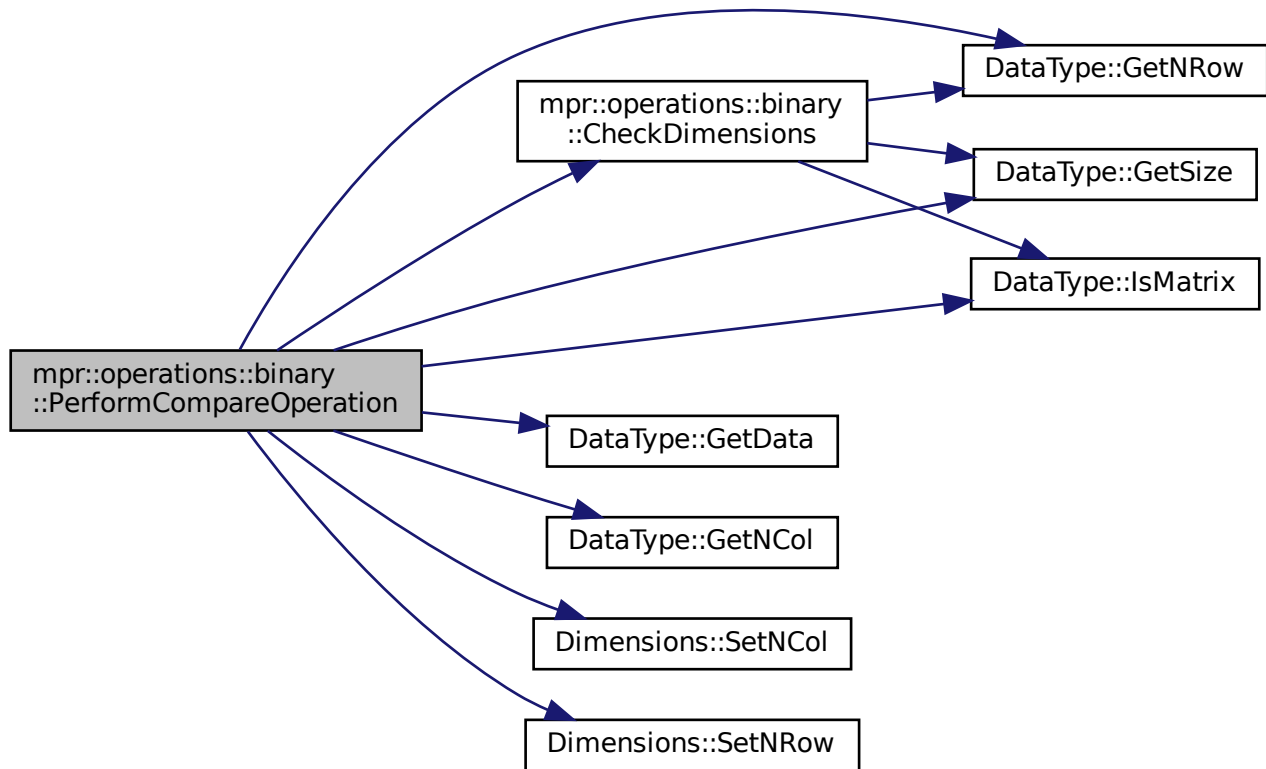 DataType::GetNRow
mpr::operations::binary
::CheckDimensions
DataType::GetSize
DataType::IsMatrix
mpr::operations::binary
::PerformCompareOperation
DataType::GetData
DataType::GetNCol
Dimensions::SetNCol
Dimensions::SetNRow